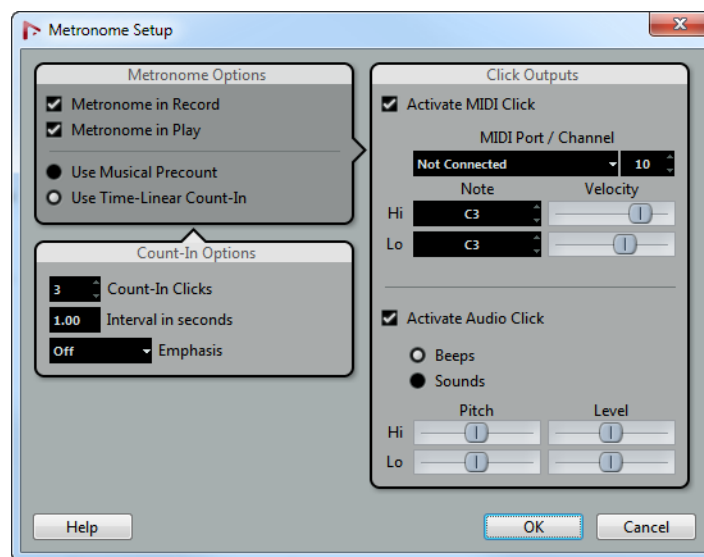 Metronome Setup
Metronome Options
Metronome in Record
Metronome in Play
Use Musical Precount
Use Time-Linear Count-In
Count-In Options
3 Count-In Clicks
1.00 Interval in seconds
Off Emphasis
Click Outputs
Activate MIDI Click
MIDI Port / Channel
Not Connected 10
Note Velocity
Hi C3
Lo C3
Activate Audio Click
Beeps
Sounds
Pitch Level
Hi
Lo
Help OK Cancel